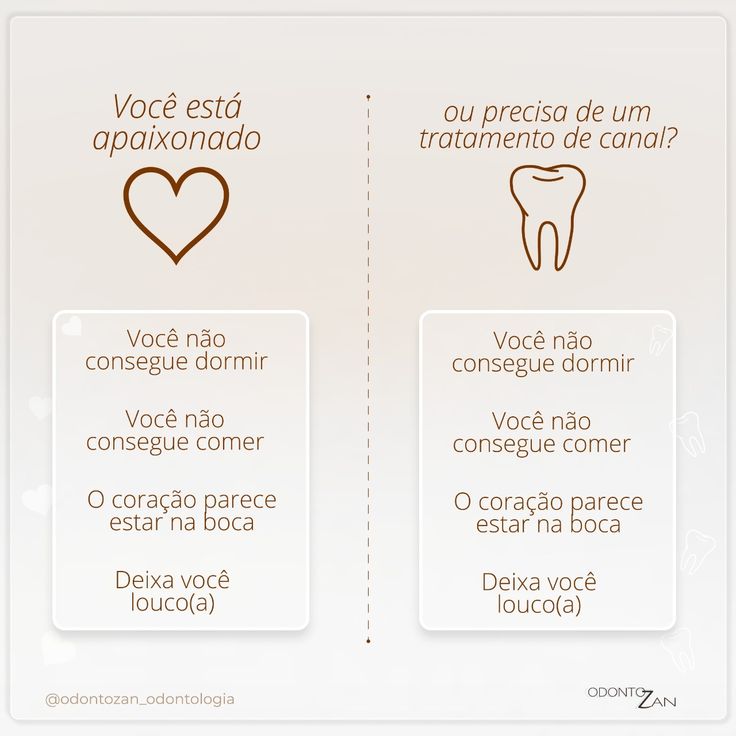 Você está
apaixonado
ou precisa de um
tratamento de canal?
Você não
consegue dormir
Você não
consegue comer
O coração parece
estar na boca
Deixa você
louco(a)
Você não
consegue dormir
Você não
consegue comer
O coração parece
estar na boca
Deixa você
louco(a)
@odontozan_odontologia
ODONTO
ZAN